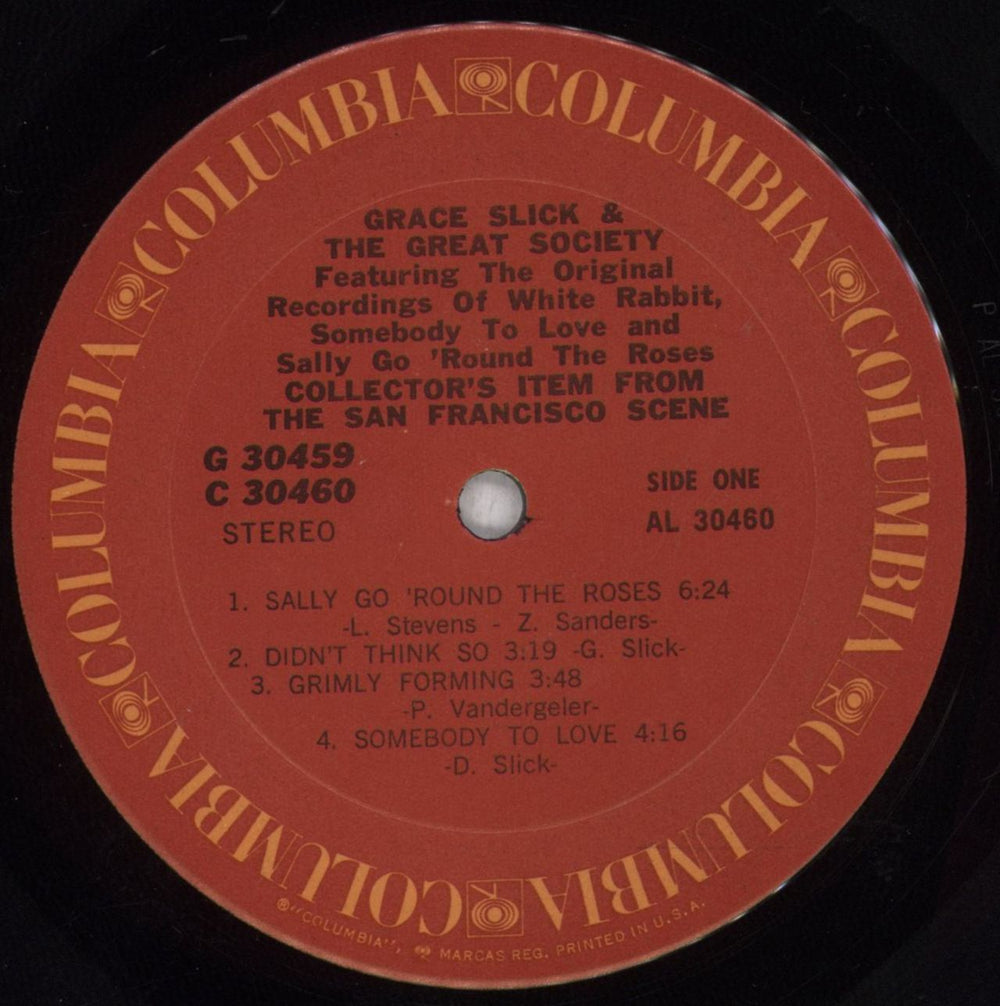 COLUMBIA COLUMBIA COLUMBIA COLUMBIA COLUMBIA COLUMBIA
GRACE SLICK &
THE GREAT SOCIETY
Featuring The Original
Recordings Of White Rabbit,
Somebody To Love and
Sally Go 'Round The Roses
COLLECTOR'S ITEM FROM
THE SAN FRANCISCO SCENE
G 30459
C 30460
STEREO
SIDE ONE
AL 30460
1. SALLY GO 'ROUND THE ROSES 6:24
-L. Stevens - Z. Sanders-
2. DIDN'T THINK SO 3:19 -G. Slick-
3. GRIMLY FORMING 3:48
-P. Vandergeler-
4. SOMEBODY TO LOVE 4:16
-D. Slick-
®"COLUMBIA", MARCAS REG. PRINTED IN U.S.A.